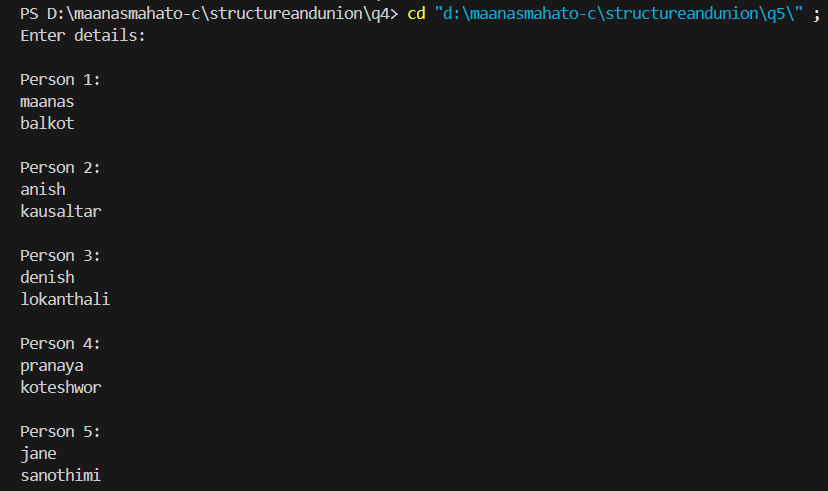 PS D:\maanasmahato-c\structureandunion\q4> cd "d:\maanasmahato-c\structureandunion\q5\" ;
Enter details:
Person 1:
maanas
balkot
Person 2:
anish
kausaltar
Person 3:
denish
lokanthali
Person 4:
pranaya
koteshwor
Person 5:
jane
sanothimi